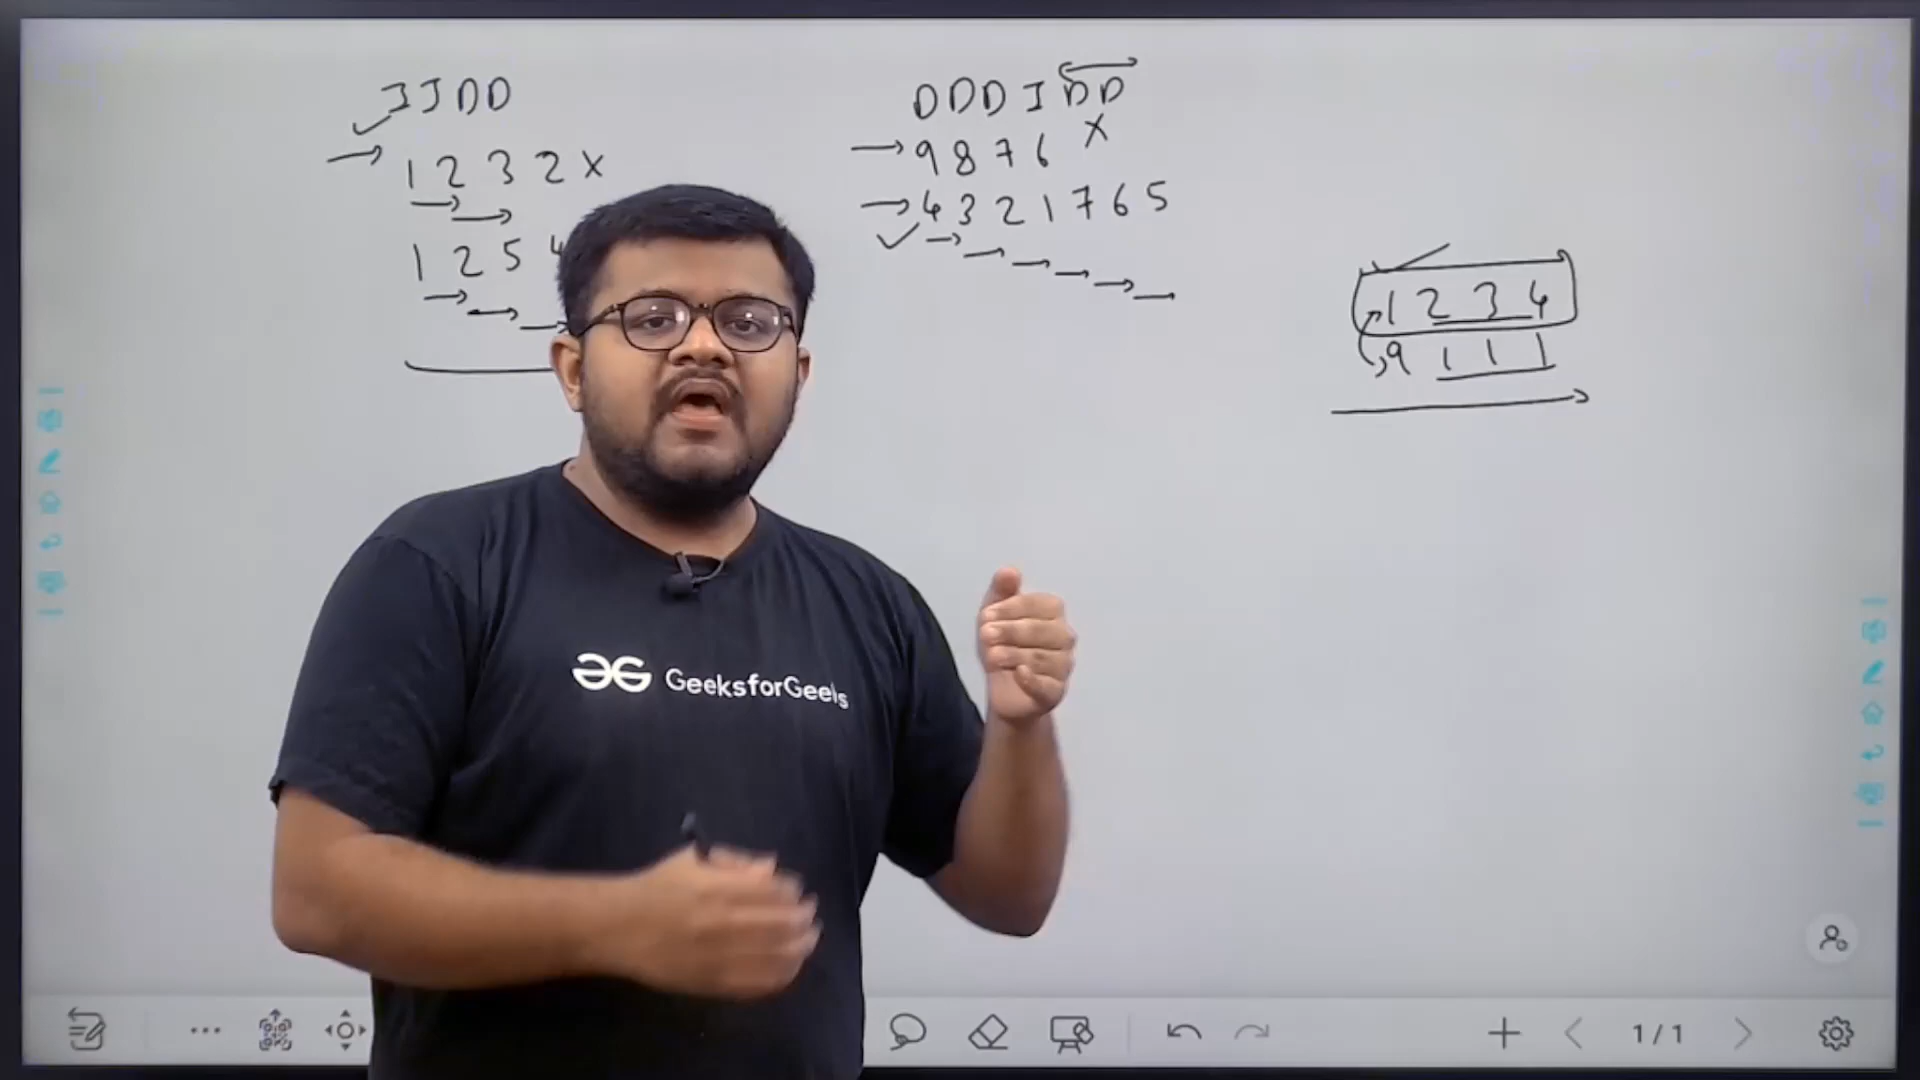 IIDD
1 2 3 2 X
1 2 5 4
DDDIDD
9 8 7 6 X
4 3 2 1 7 6 5
1 2 3 4
9 1 1 1
GeeksforGeeks
1/1